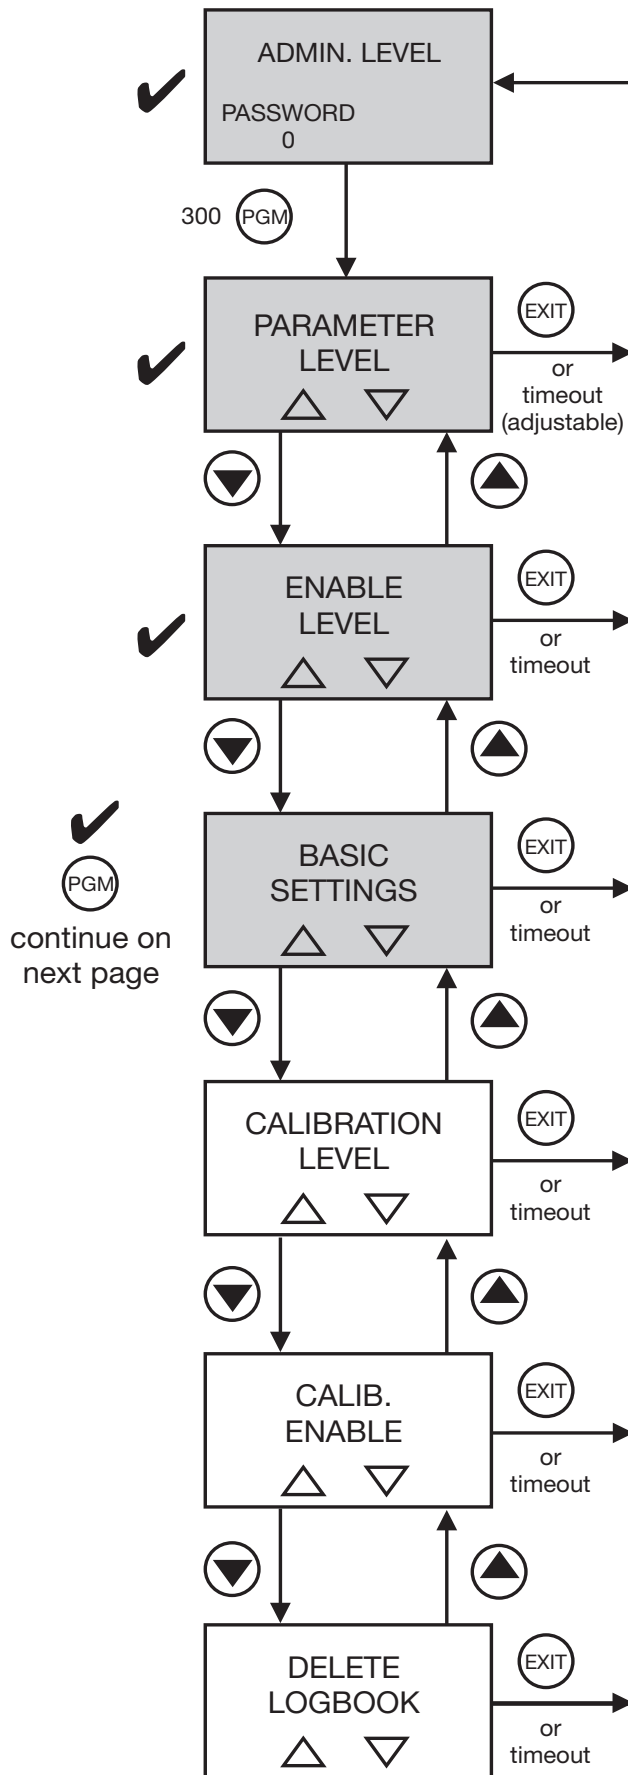 ADMIN. LEVEL
PASSWORD
0
300 PGM
PARAMETER
LEVEL
EXIT
or
timeout
(adjustable)
ENABLE
LEVEL
EXIT
or
timeout
PGM
continue on
next page
BASIC
SETTINGS
EXIT
or
timeout
CALIBRATION
LEVEL
EXIT
or
timeout
CALIB.
ENABLE
EXIT
or
timeout
DELETE
LOGBOOK
EXIT
or
timeout